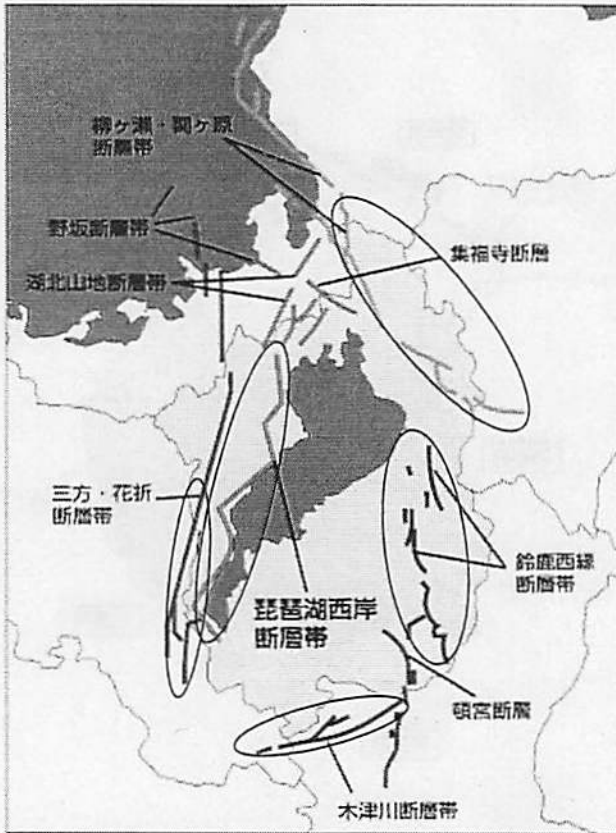 柳ヶ瀬・関ヶ原
断層帯
野坂断層帯
湖北山地断層帯
集福寺断層
三方・花折
断層帯
鈴鹿西縁
断層帯
琵琶湖西岸
断層帯
頓宮断層
木津川断層帯